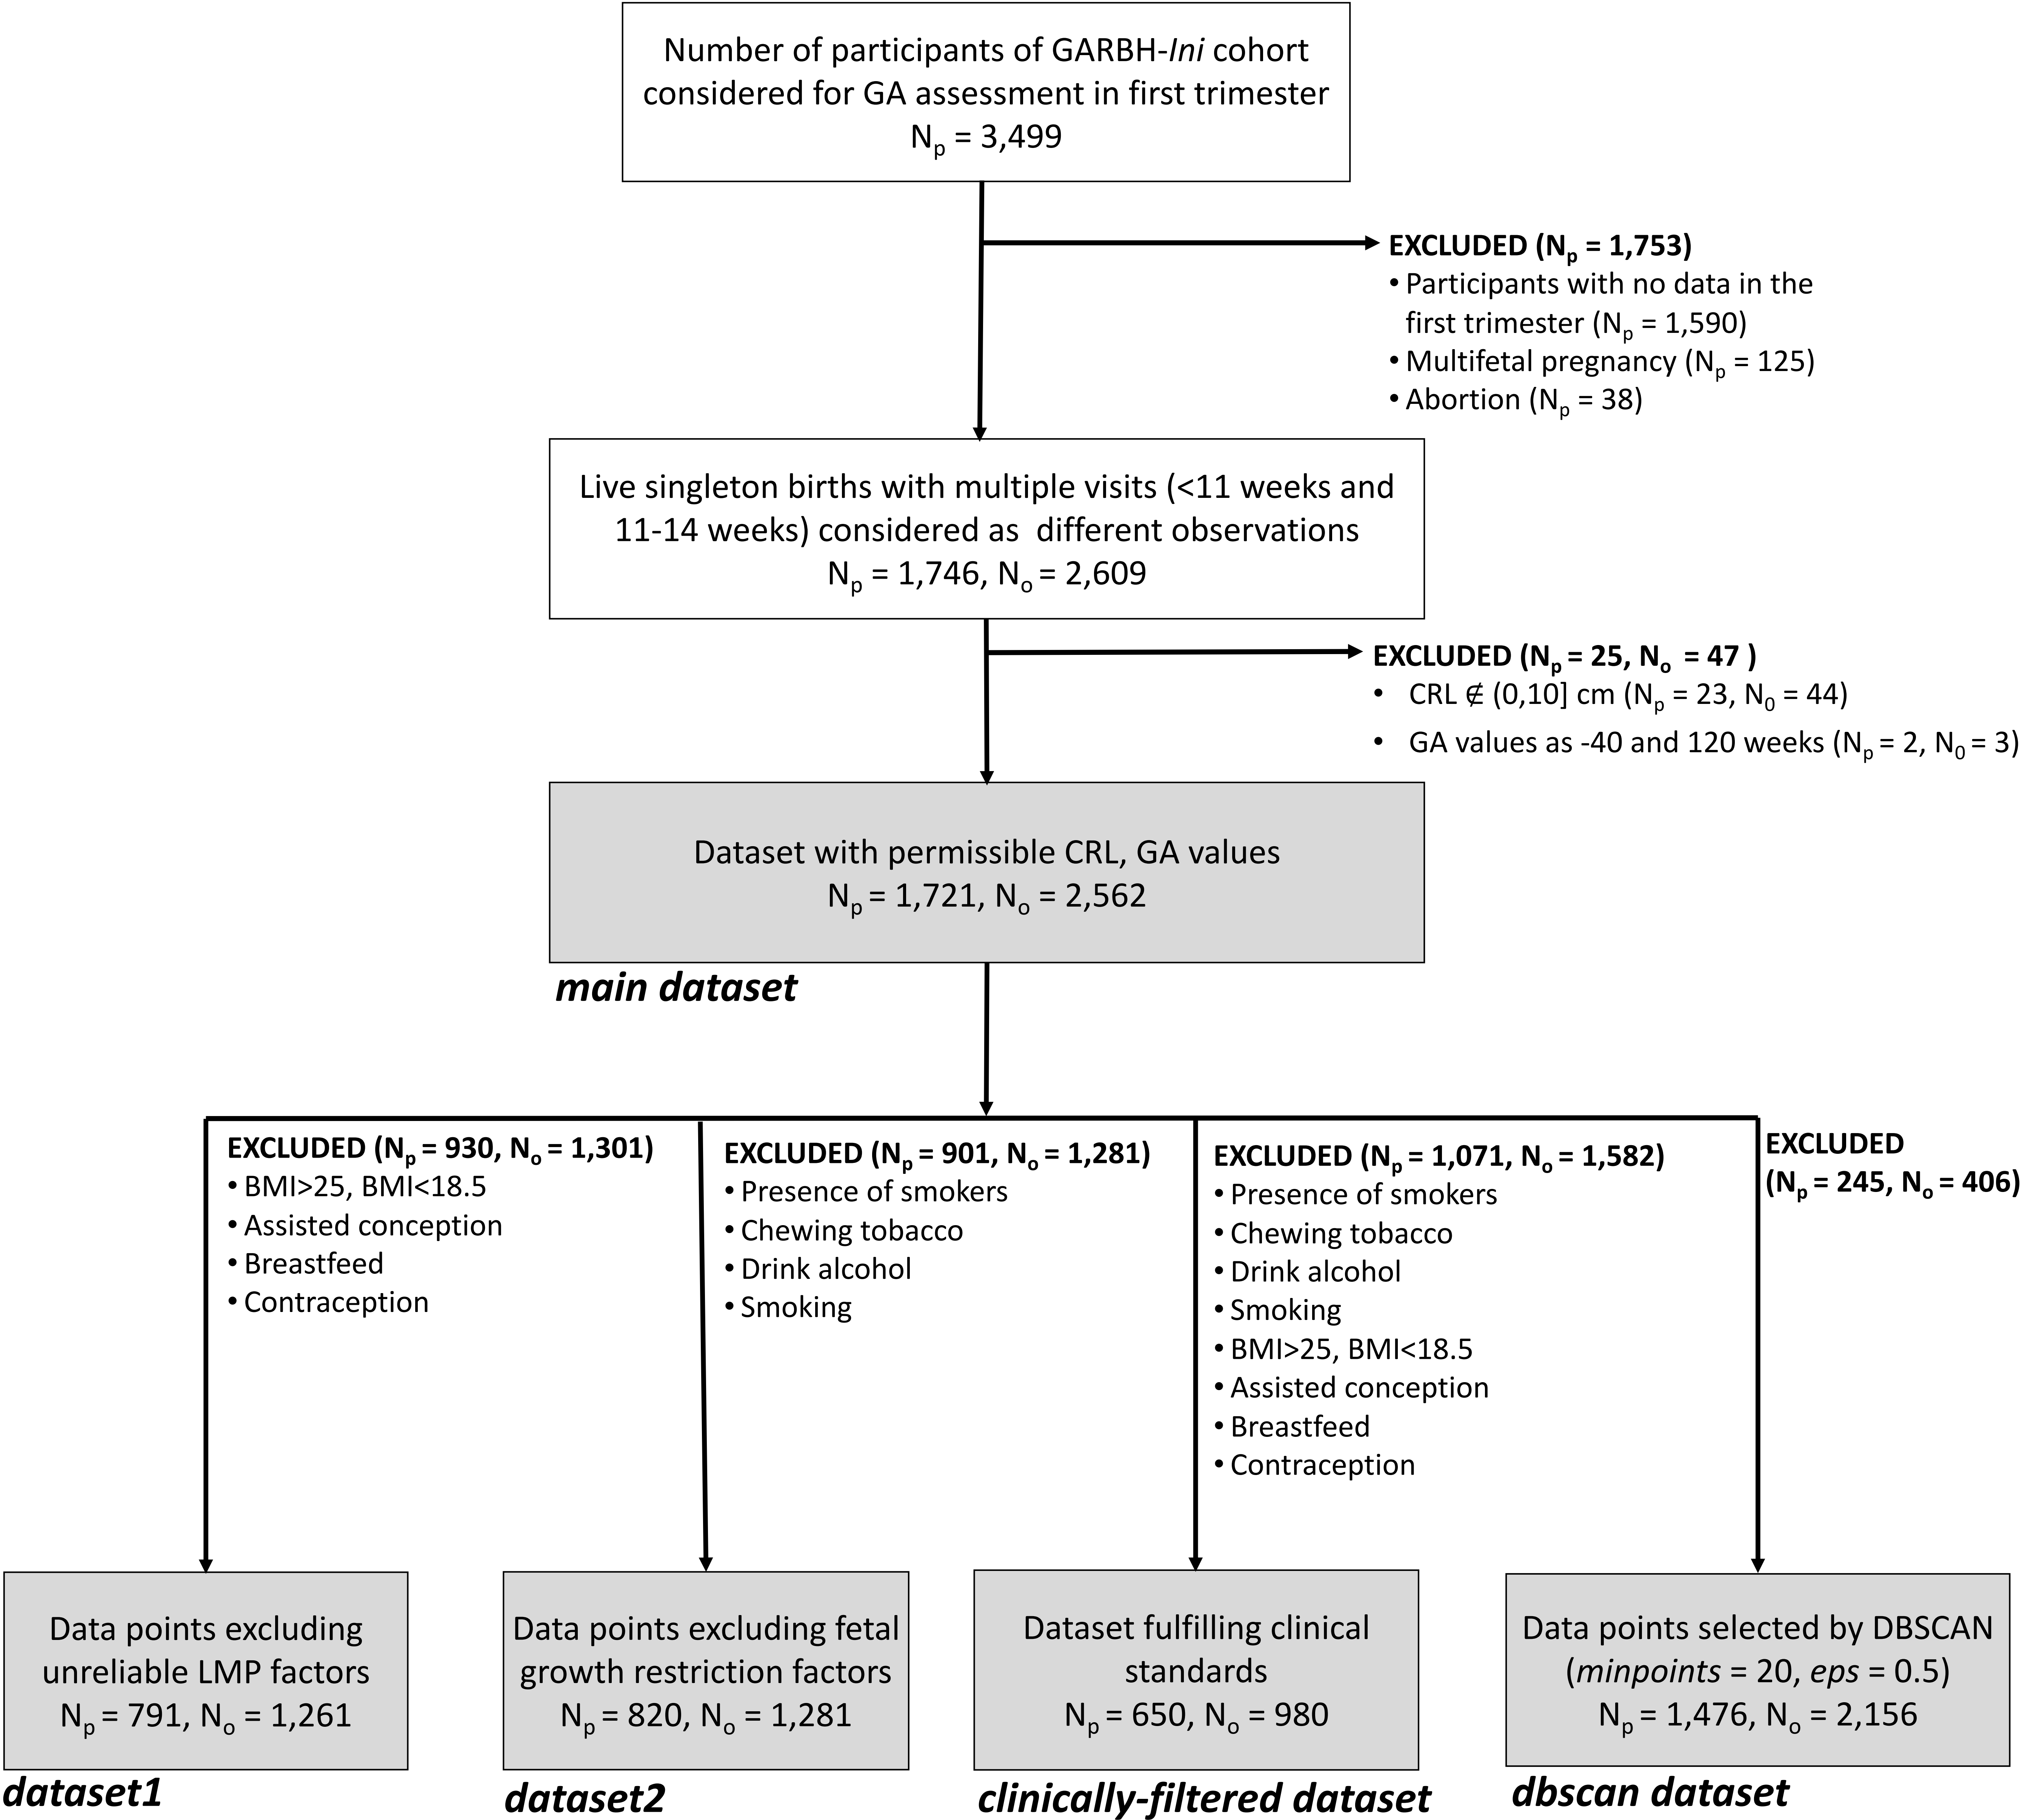 Number of participants of GARBH-Ini cohort
considered for GA assessment in first trimester
Np = 3,499
EXCLUDED (Np = 1,753)
• Participants with no data in the
first trimester (Np = 1,590)
• Multifetal pregnancy (Np = 125)
• Abortion (Np = 38)
Live singleton births with multiple visits (<11 weeks and
11-14 weeks) considered as different observations
Np = 1,746, No = 2,609
EXCLUDED (Np = 25, No = 47 )
• CRL ∉ (0,10] cm (Np = 23, N0 = 44)
• GA values as -40 and 120 weeks (Np = 2, N0 = 3)
Dataset with permissible CRL, GA values
Np = 1,721, No = 2,562
main dataset
EXCLUDED (Np = 930, No = 1,301)
• BMI>25, BMI<18.5
• Assisted conception
• Breastfeed
• Contraception
EXCLUDED (Np = 901, No = 1,281)
• Presence of smokers
• Chewing tobacco
• Drink alcohol
• Smoking
EXCLUDED (Np = 1,071, No = 1,582)
• Presence of smokers
• Chewing tobacco
• Drink alcohol
• Smoking
• BMI>25, BMI<18.5
• Assisted conception
• Breastfeed
• Contraception
EXCLUDED
(Np = 245, No = 406)
Data points excluding
unreliable LMP factors
Np = 791, No = 1,261
dataset1
Data points excluding fetal
growth restriction factors
Np = 820, No = 1,281
dataset2
Dataset fulfilling clinical
standards
Np = 650, No = 980
clinically-filtered dataset
Data points selected by DBSCAN
(minpoints = 20, eps = 0.5)
Np = 1,476, No = 2,156
dbscan dataset